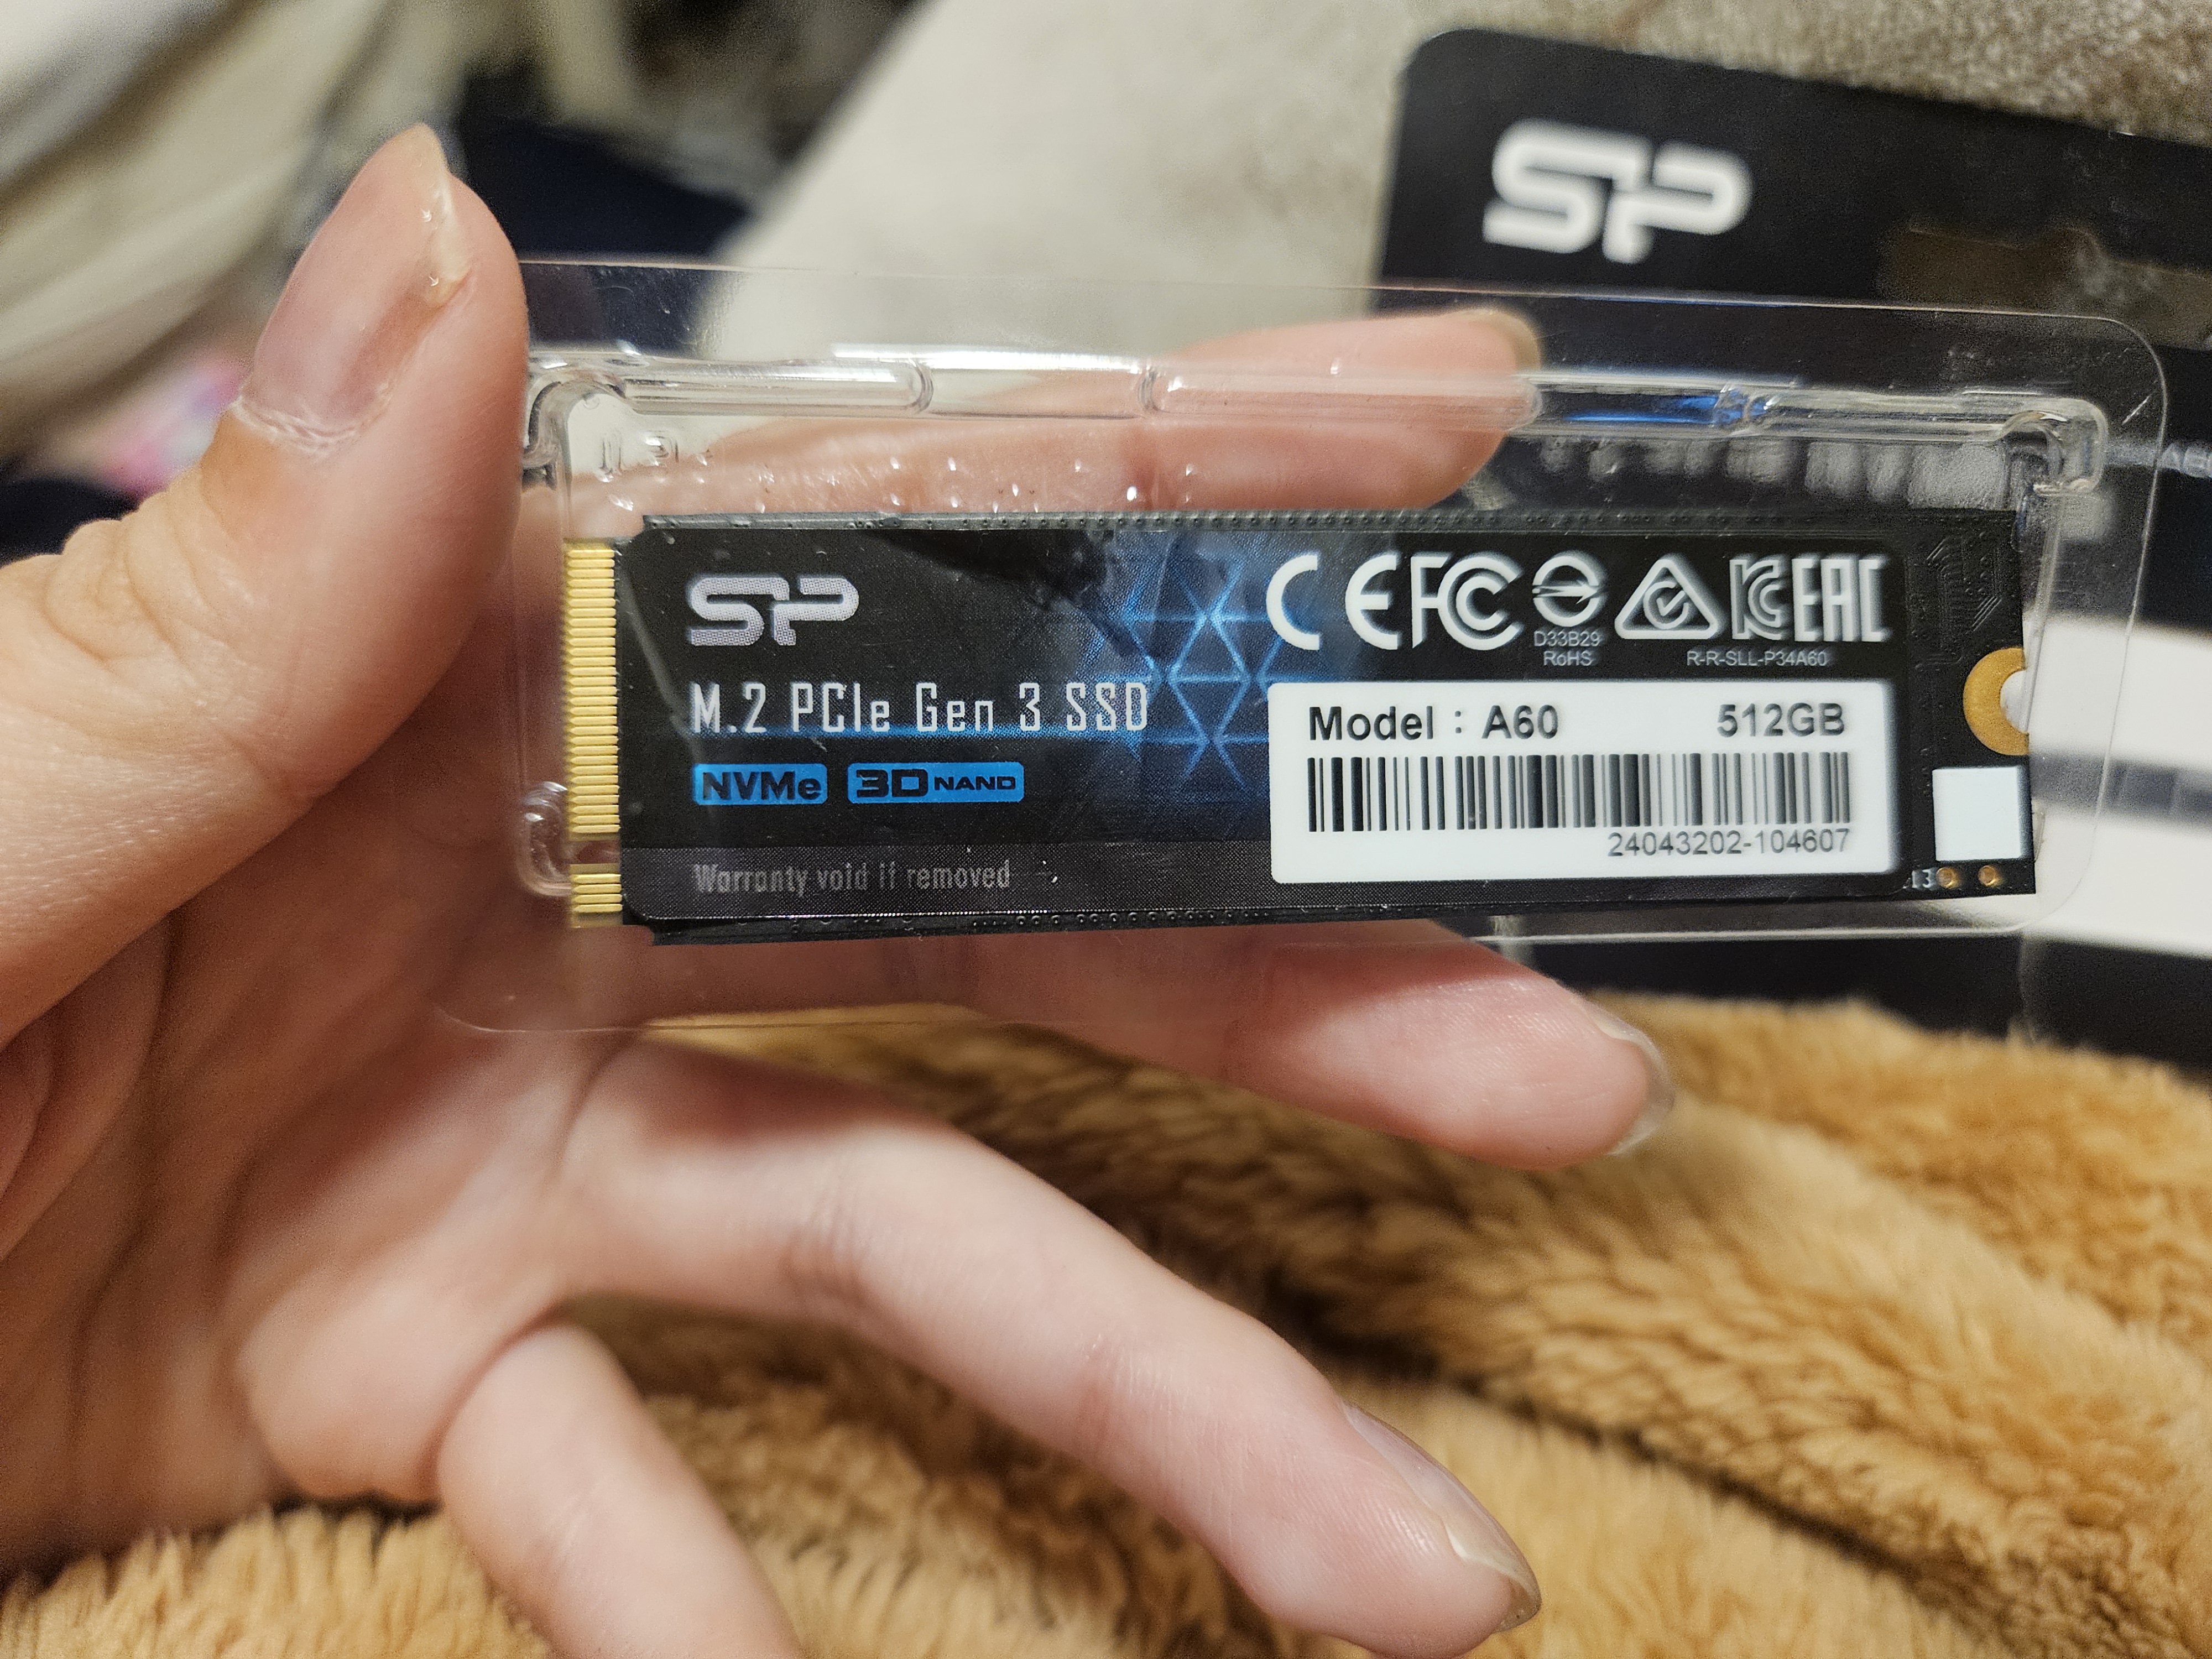 SP
SP
M.2 PCIe Gen 3 SSD
NVMe 3D NAND
Warranty void if removed
CE FC EAC
D33B29
RoHS
R-R-SLL-P34A60
Model : A60 512GB
24043202-104607